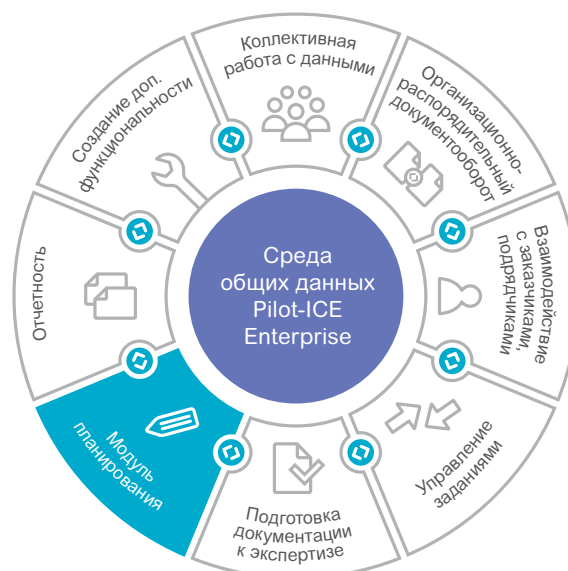 Коллективная
работа с данными
Организационно-
распорядительный
документооборот
Взаимодействие
с заказчиками,
подрядчиками
Управление
заданиями
Подготовка
документации
к экспертизе
Модуль
планирования
Отчетность
Создание доп.
функциональности
Среда
общих данных
Pilot-ICE
Enterprise